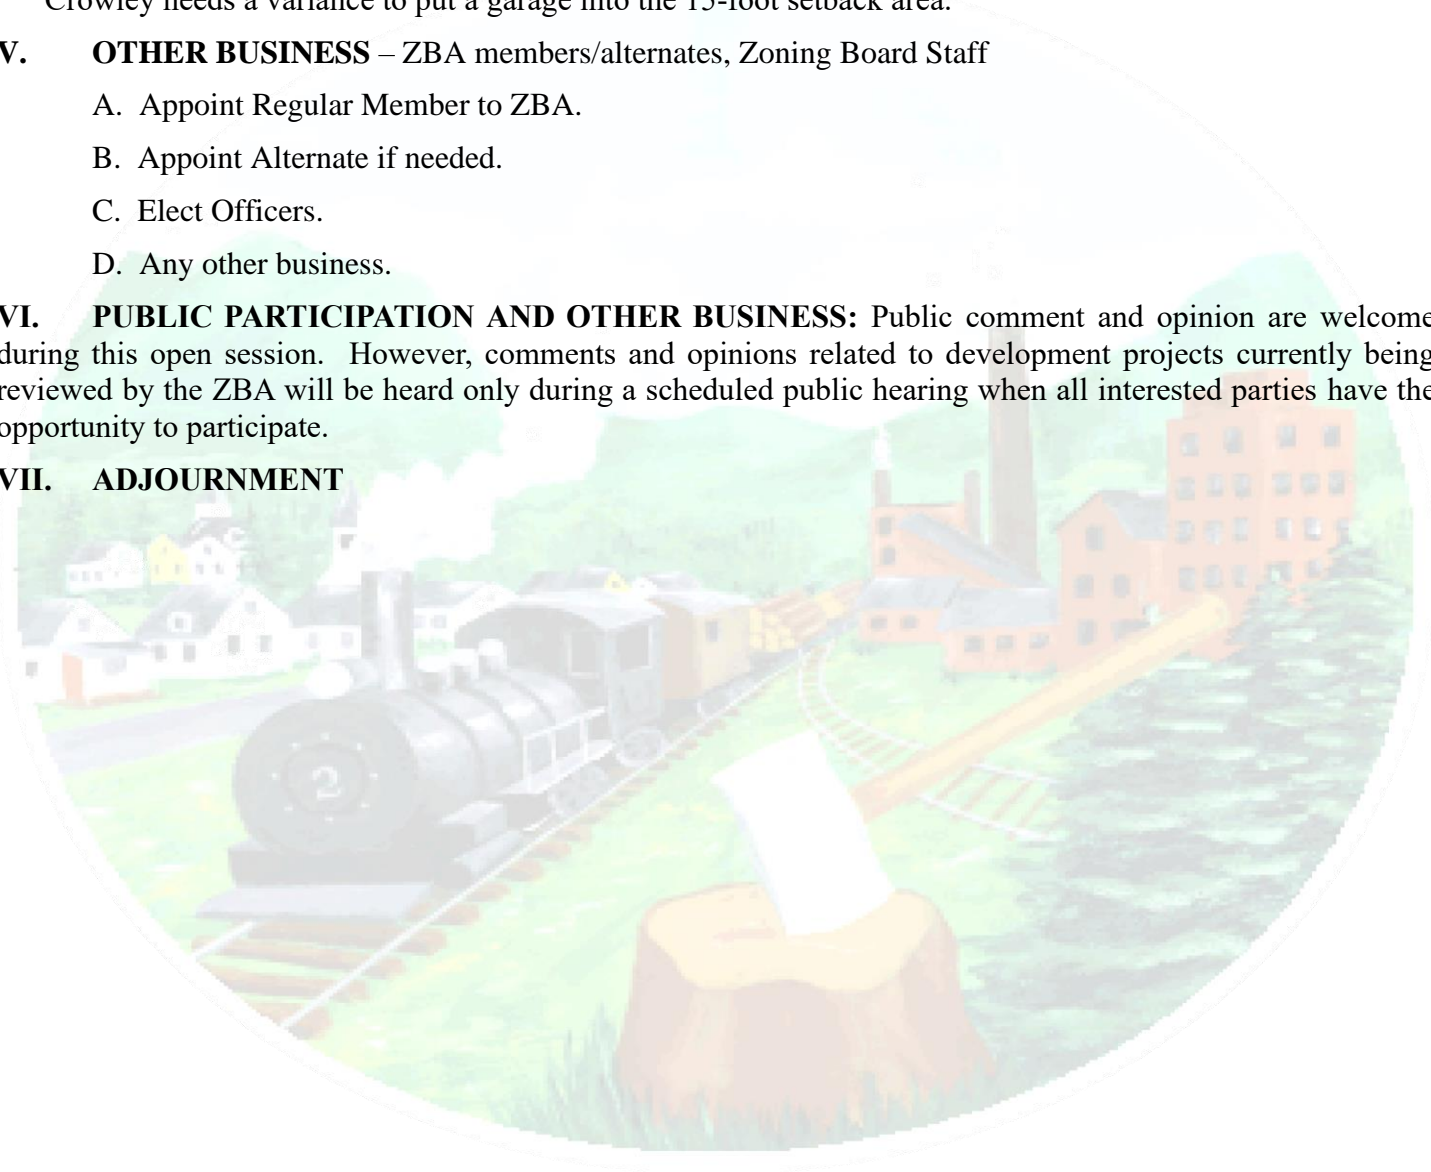 Crowley needs a variance to put a garage into the 15-foot setback area.
V. OTHER BUSINESS – ZBA members/alternates, Zoning Board Staff
A. Appoint Regular Member to ZBA.
B. Appoint Alternate if needed.
C. Elect Officers.
D. Any other business.
VI. PUBLIC PARTICIPATION AND OTHER BUSINESS: Public comment and opinion are welcome
during this open session. However, comments and opinions related to development projects currently being
reviewed by the ZBA will be heard only during a scheduled public hearing when all interested parties have the
opportunity to participate.
VII. ADJOURNMENT
2